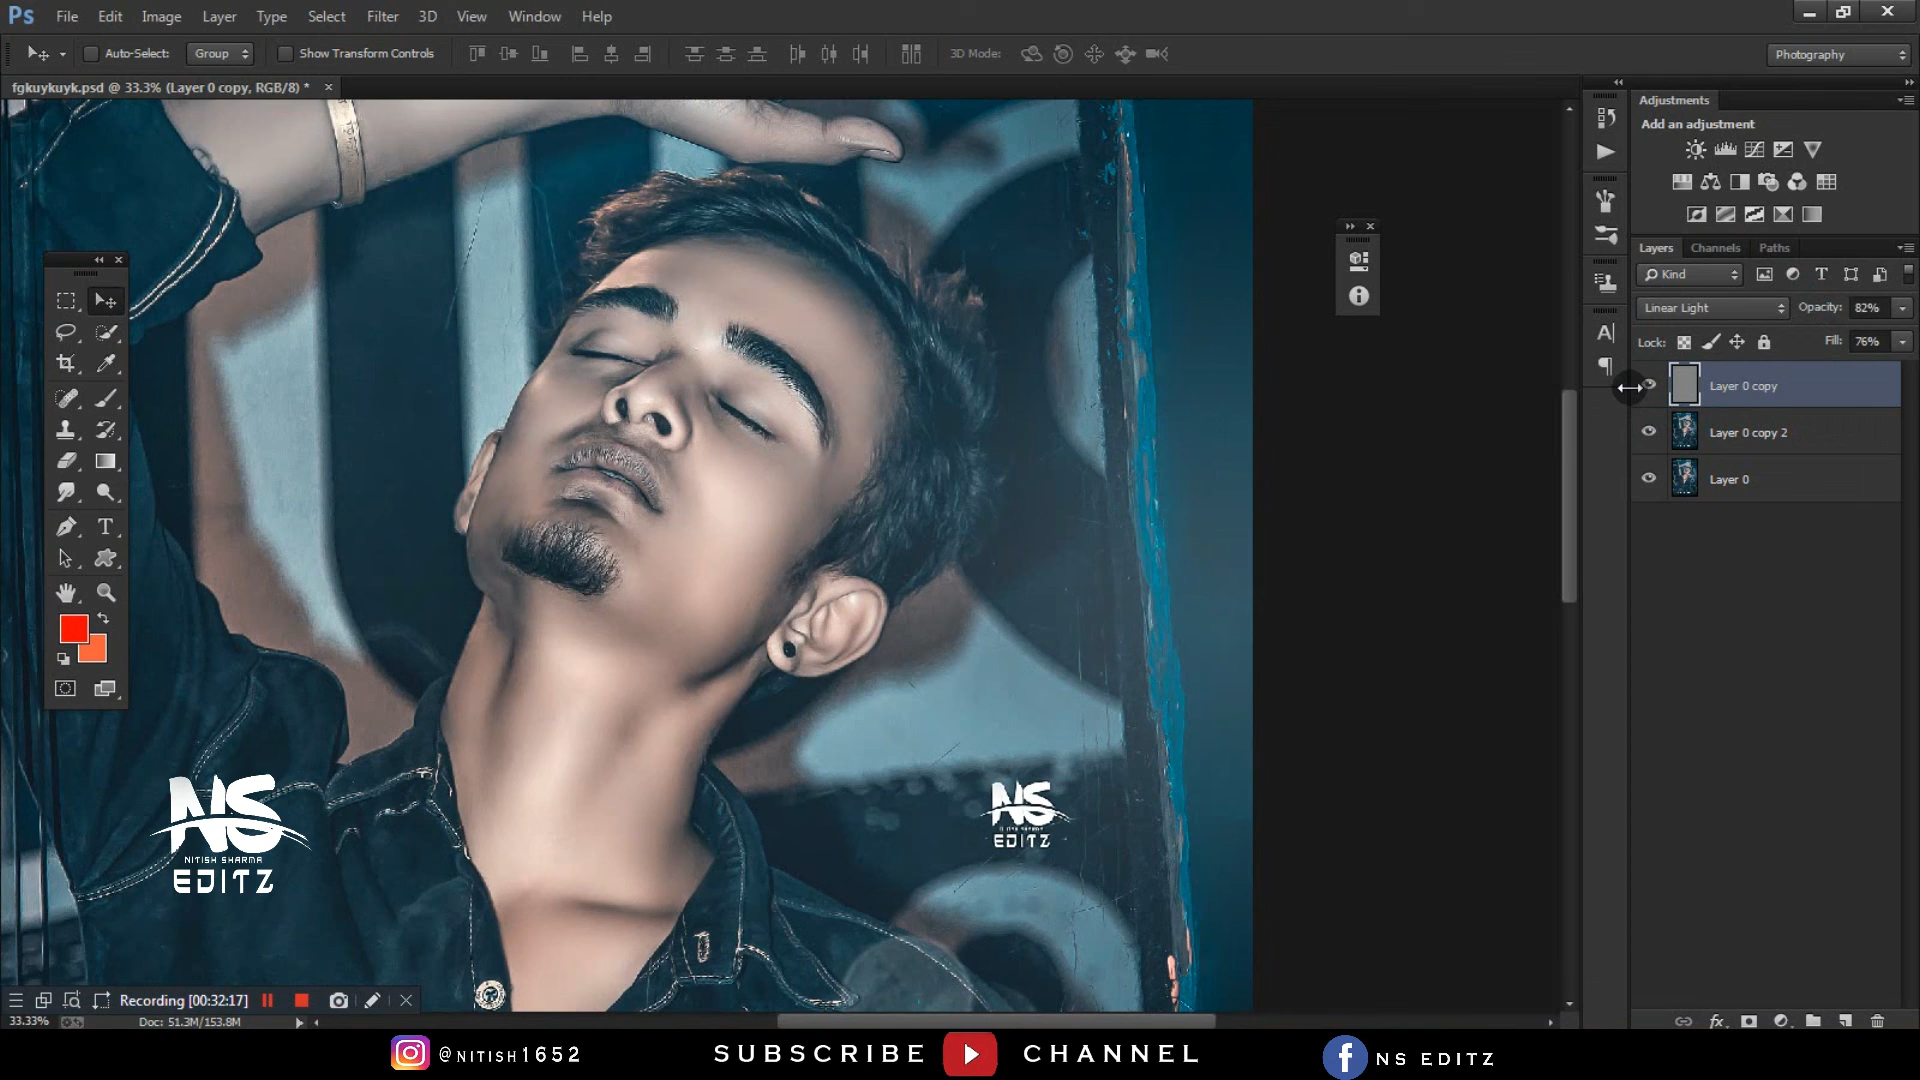 Ps File Edit Image Layer Type Select Filter 3D View Window Help
Auto-Select: Group Show Transform Controls 3D Mode: Photography
fgkuykuyk.psd @ 33.3% (Layer 0 copy, RGB/8) *
Adjustments
Add an adjustment
Layers Channels Paths
Kind
Linear Light Opacity: 82%
Lock: Fill: 76%
Layer 0 copy
Layer 0 copy 2
Layer 0
NS
NITISH SHARMA
EDITZ
NS
NITISH SHARMA
EDITZ
Recording [00:32:17]
33.33% Doc: 51.3M/153.8M
@NITISH1652 SUBSCRIBE CHANNEL NS EDITZ